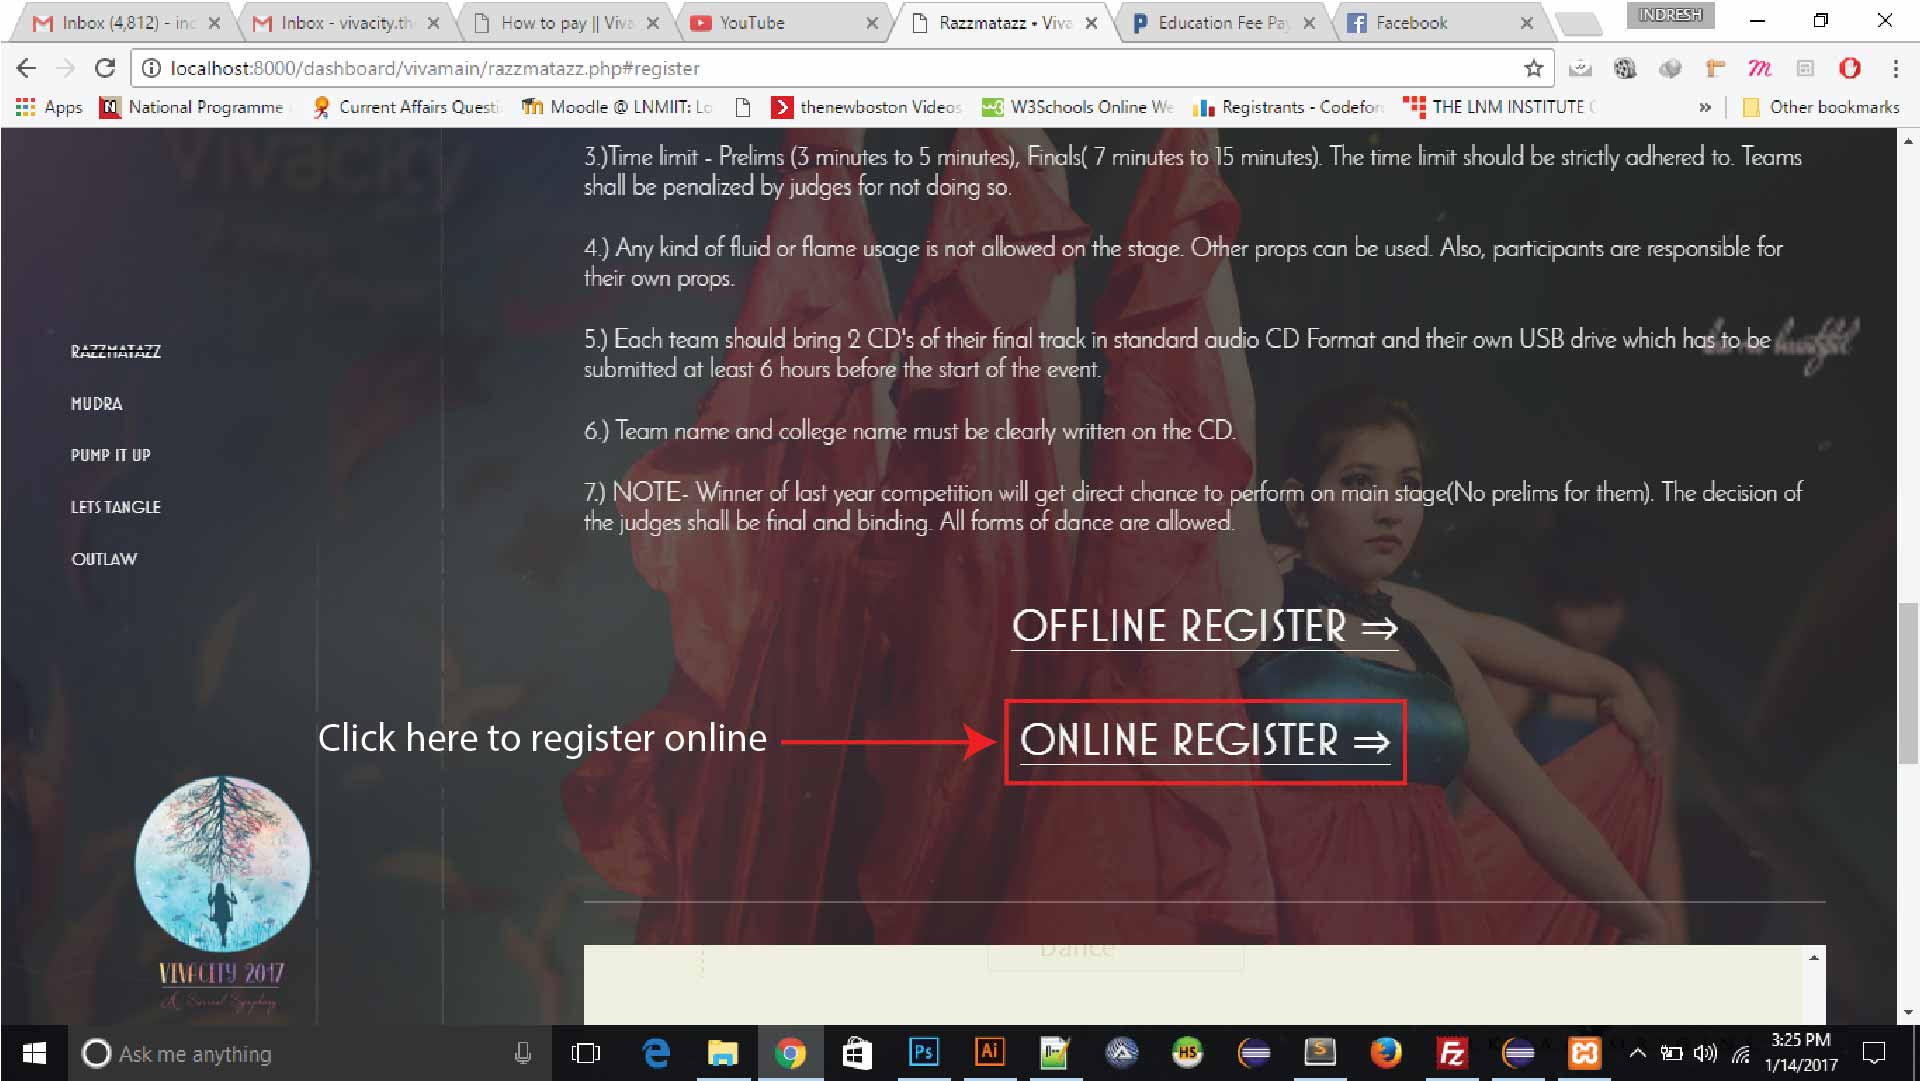 Inbox (4,812) - inc
Inbox - vivacity.th
How to pay || Viva
YouTube
Razzmatazz • Viva
Education Fee Pay
Facebook
INDRESH
localhost:8000/dashboard/vivamain/razzmatazz.php#register
Apps
National Programme
Current Affairs Questi
Moodle @ LNMIIT: Lo
thenewboston Videos
W3Schools Online We
Registrants - Codefor
THE LNM INSTITUTE
»
Other bookmarks
3.)Time limit - Prelims (3 minutes to 5 minutes), Finals( 7 minutes to 15 minutes). The time limit should be strictly adhered to. Teams
shall be penalized by judges for not doing so.
4.) Any kind of fluid or flame usage is not allowed on the stage. Other props can be used. Also, participants are responsible for
their own props.
5.) Each team should bring 2 CD's of their final track in standard audio CD Format and their own USB drive which has to be
submitted at least 6 hours before the start of the event.
6.) Team name and college name must be clearly written on the CD.
7.) NOTE- Winner of last year competition will get direct chance to perform on main stage(No prelims for them). The decision of
the judges shall be final and binding. All forms of dance are allowed.
RAZZMATAZZ
MUDRA
PUMP IT UP
LETS TANGLE
OUTLAW
OFFLINE REGISTER ⇒
Click here to register online
ONLINE REGISTER ⇒
VIVACITY 2017
A Surreal Symphony
Dance
Ask me anything
Ps
Ai
HS
S
Fz
3:25 PM
1/14/2017